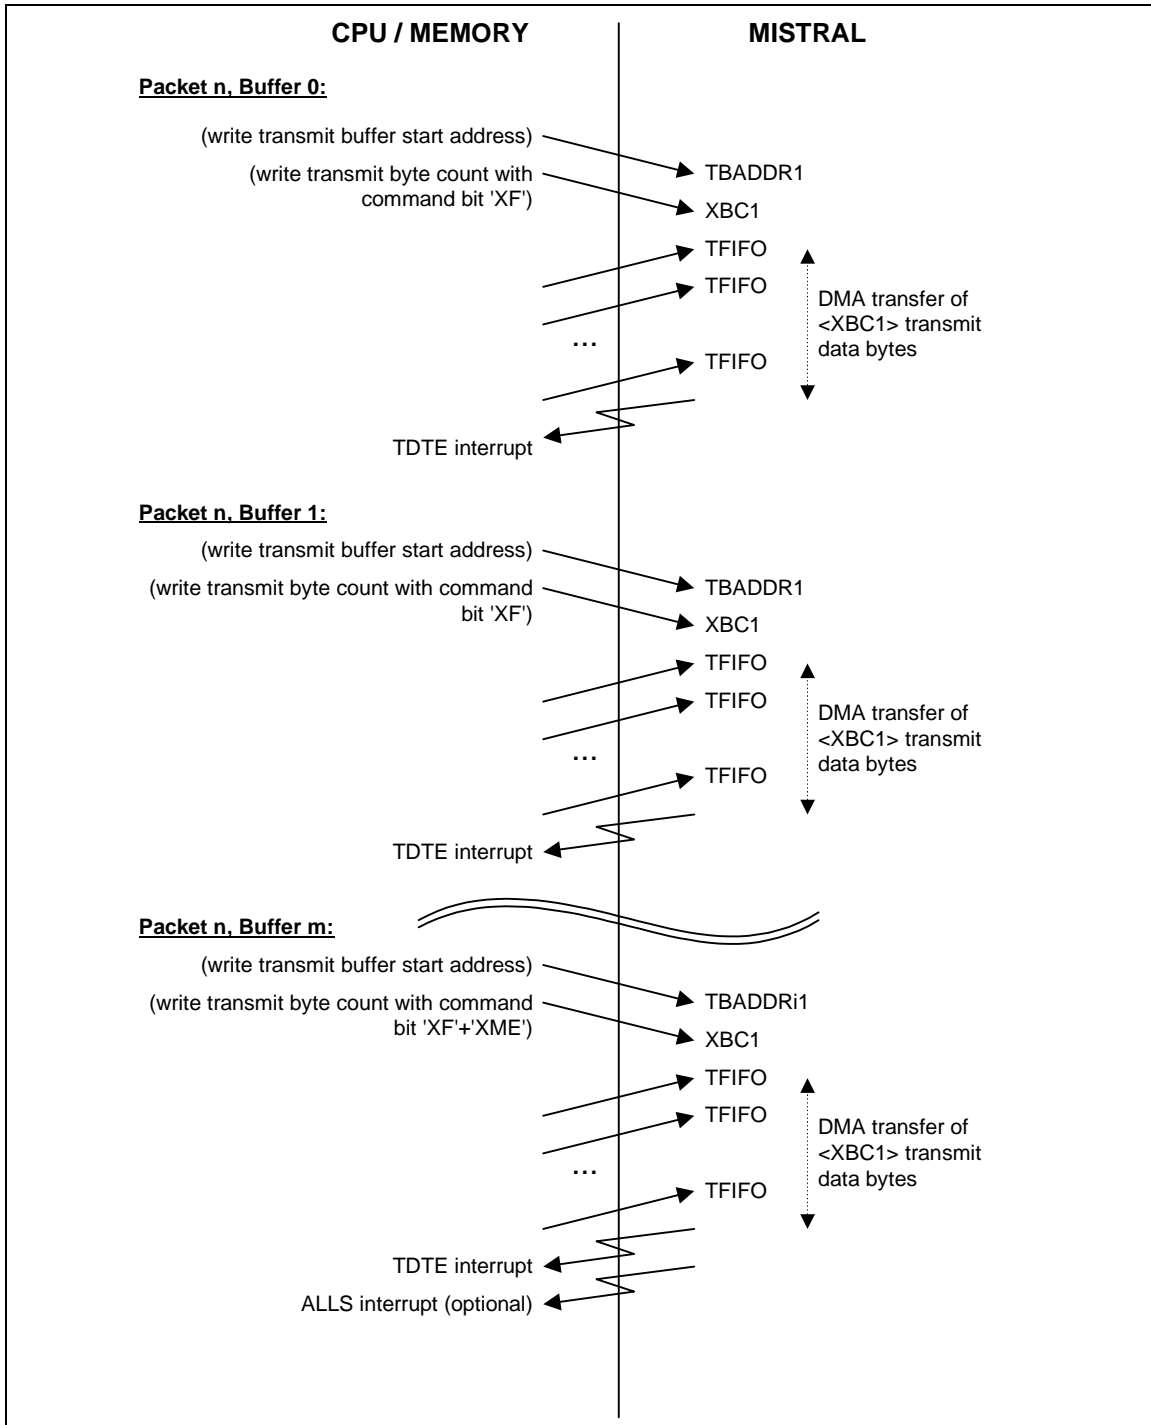 CPU / MEMORY
MISTRAL
Packet n, Buffer 0:
(write transmit buffer start address)
TBADDR1
(write transmit byte count with
command bit 'XF')
XBC1
TFIFO
TFIFO
DMA transfer of
<XBC1> transmit
data bytes
...
TFIFO
TDTE interrupt
Packet n, Buffer 1:
(write transmit buffer start address)
TBADDR1
(write transmit byte count with command
bit 'XF')
XBC1
TFIFO
TFIFO
DMA transfer of
<XBC1> transmit
data bytes
...
TFIFO
TDTE interrupt
Packet n, Buffer m:
(write transmit buffer start address)
TBADDRi1
(write transmit byte count with command
bit 'XF'+'XME')
XBC1
TFIFO
TFIFO
DMA transfer of
<XBC1> transmit
data bytes
...
TFIFO
TDTE interrupt
ALLS interrupt (optional)